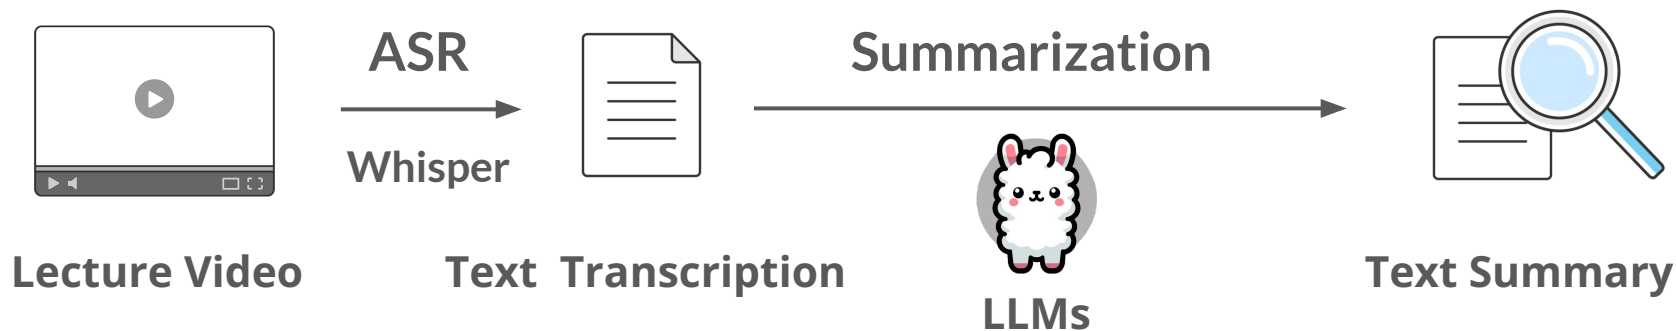 ASR
Summarization
Whisper
Lecture Video
Text Transcription
Text Summary
LLMs